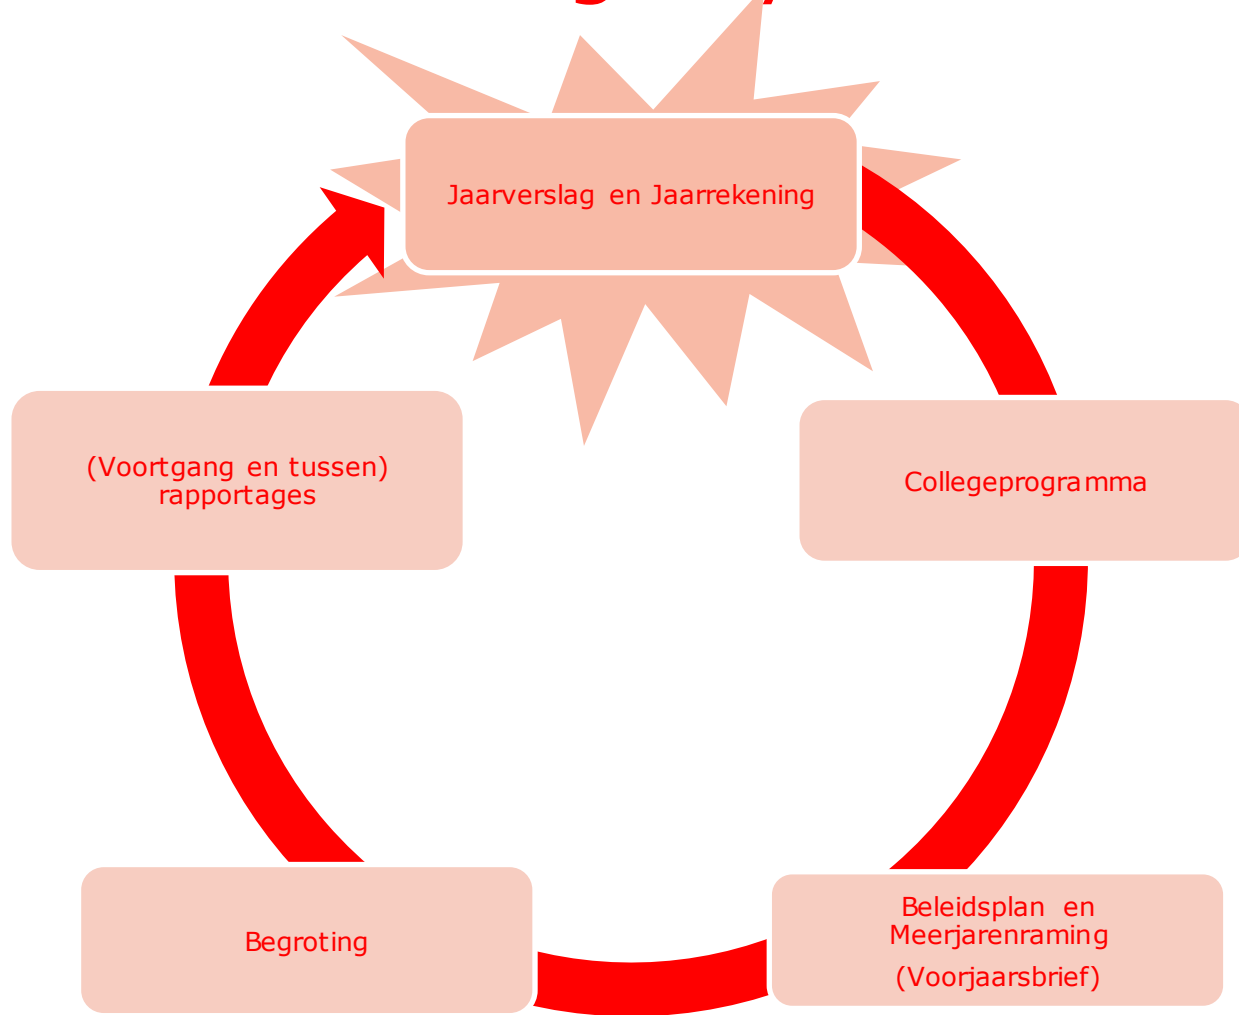 Jaarverslag en Jaarrekening
(Voortgang en tussen)
rapportages
Collegeprogramma
Beleidsplan en
Meerjarenraming
(Voorjaarsbrief)
Begroting